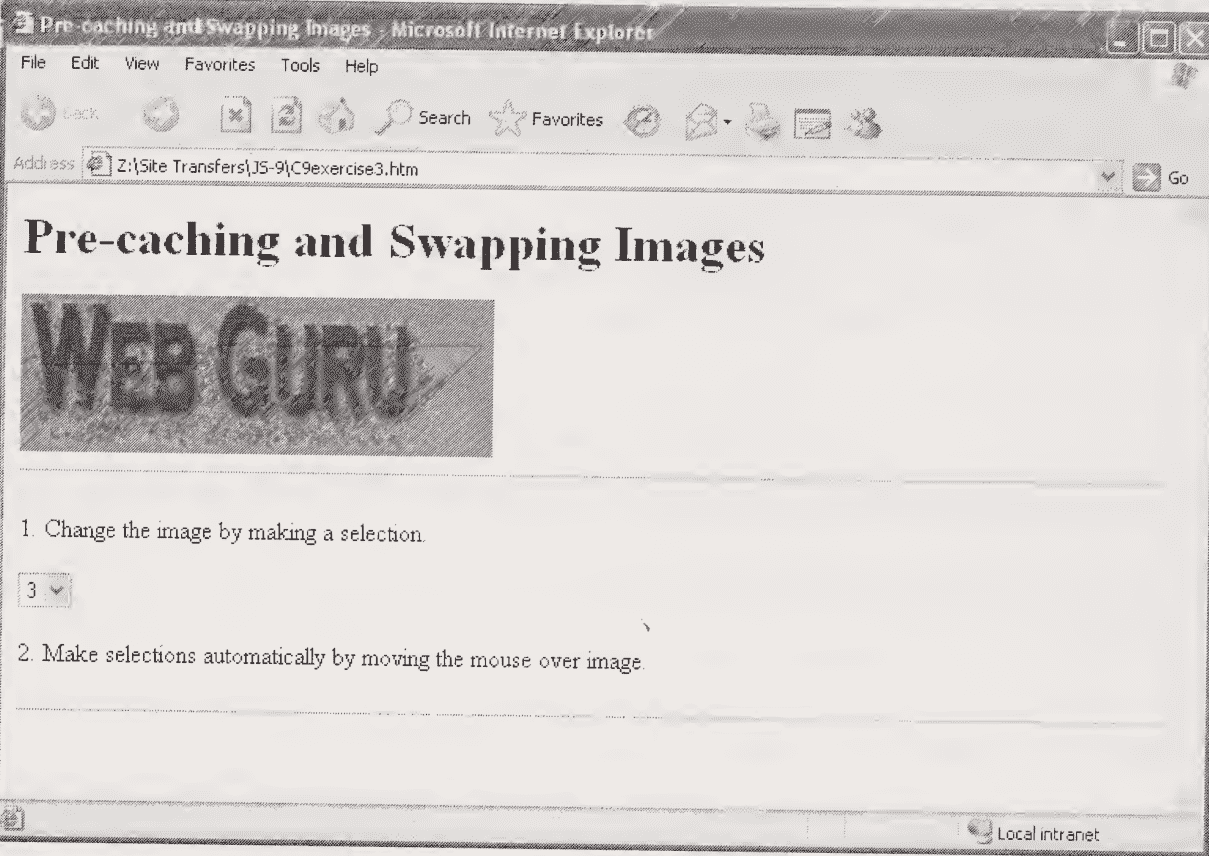 Pre-caching and Swapping Images - Microsoft Internet Explorer
File Edit View Favorites Tools Help
Back Search Favorites
Address Z:\Site Transfers\JS-9\C9exercise3.htm Go
Pre-caching and Swapping Images
WEB GURU
1. Change the image by making a selection.
3
2. Make selections automatically by moving the mouse over image.
Local intranet